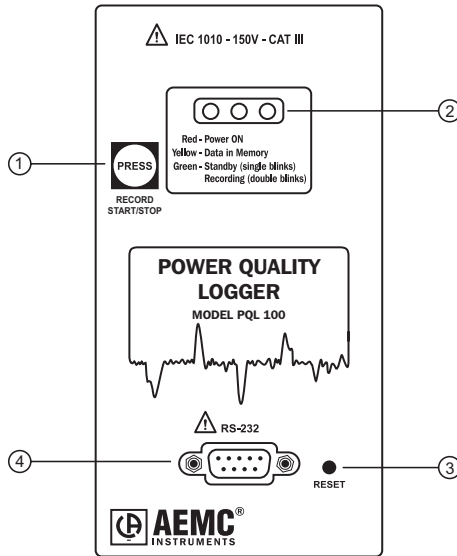 IEC 1010 - 150V - CAT III
2
Red - Power ON
Yellow - Data in Memory
Green - Standby (single blinks)
Recording (double blinks)
1
PRESS
RECORD
START/STOP
POWER QUALITY
LOGGER
MODEL PQL 100
RS-232
4
3
RESET
AEMC®
INSTRUMENTS